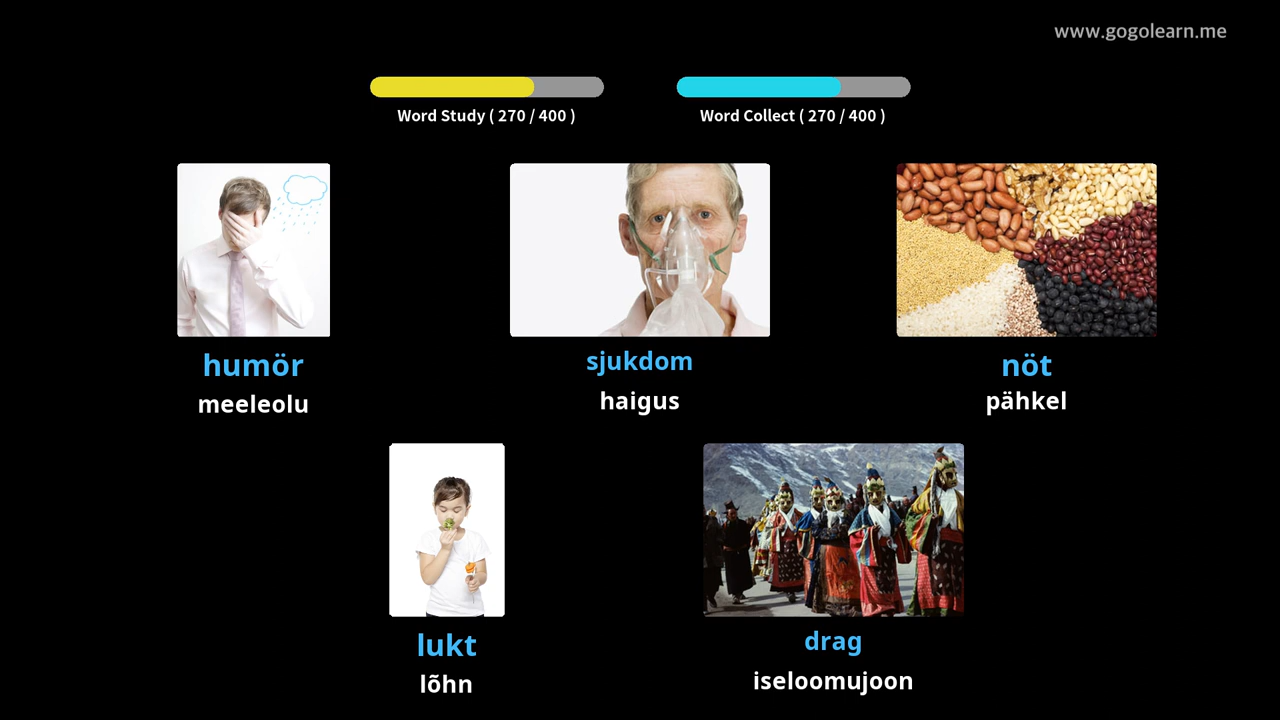 www.gogolearn.me
Word Study ( 270 / 400 )
Word Collect ( 270 / 400 )
humör
meeleolu
sjukdom
haigus
nöt
pähkel
lukt
lõhn
drag
iseloomujoon